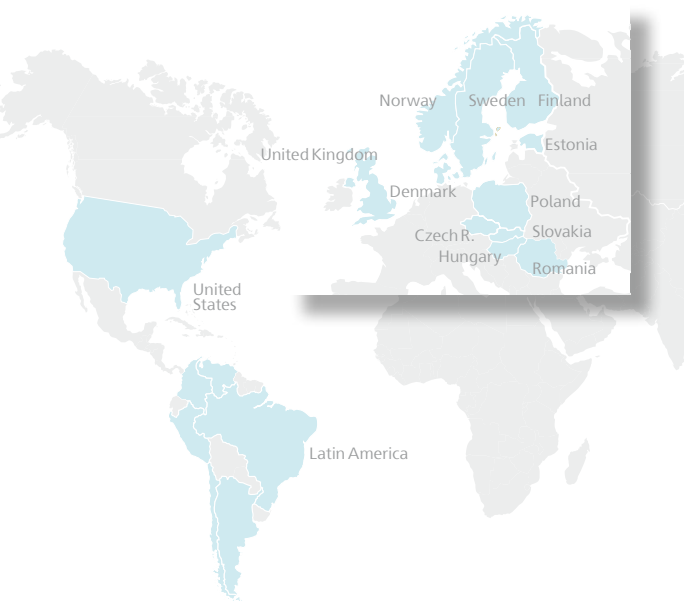 Norway
Sweden
Finland
Estonia
United Kingdom
Denmark
Poland
Czech R.
Slovakia
Hungary
Romania
United
States
Latin America